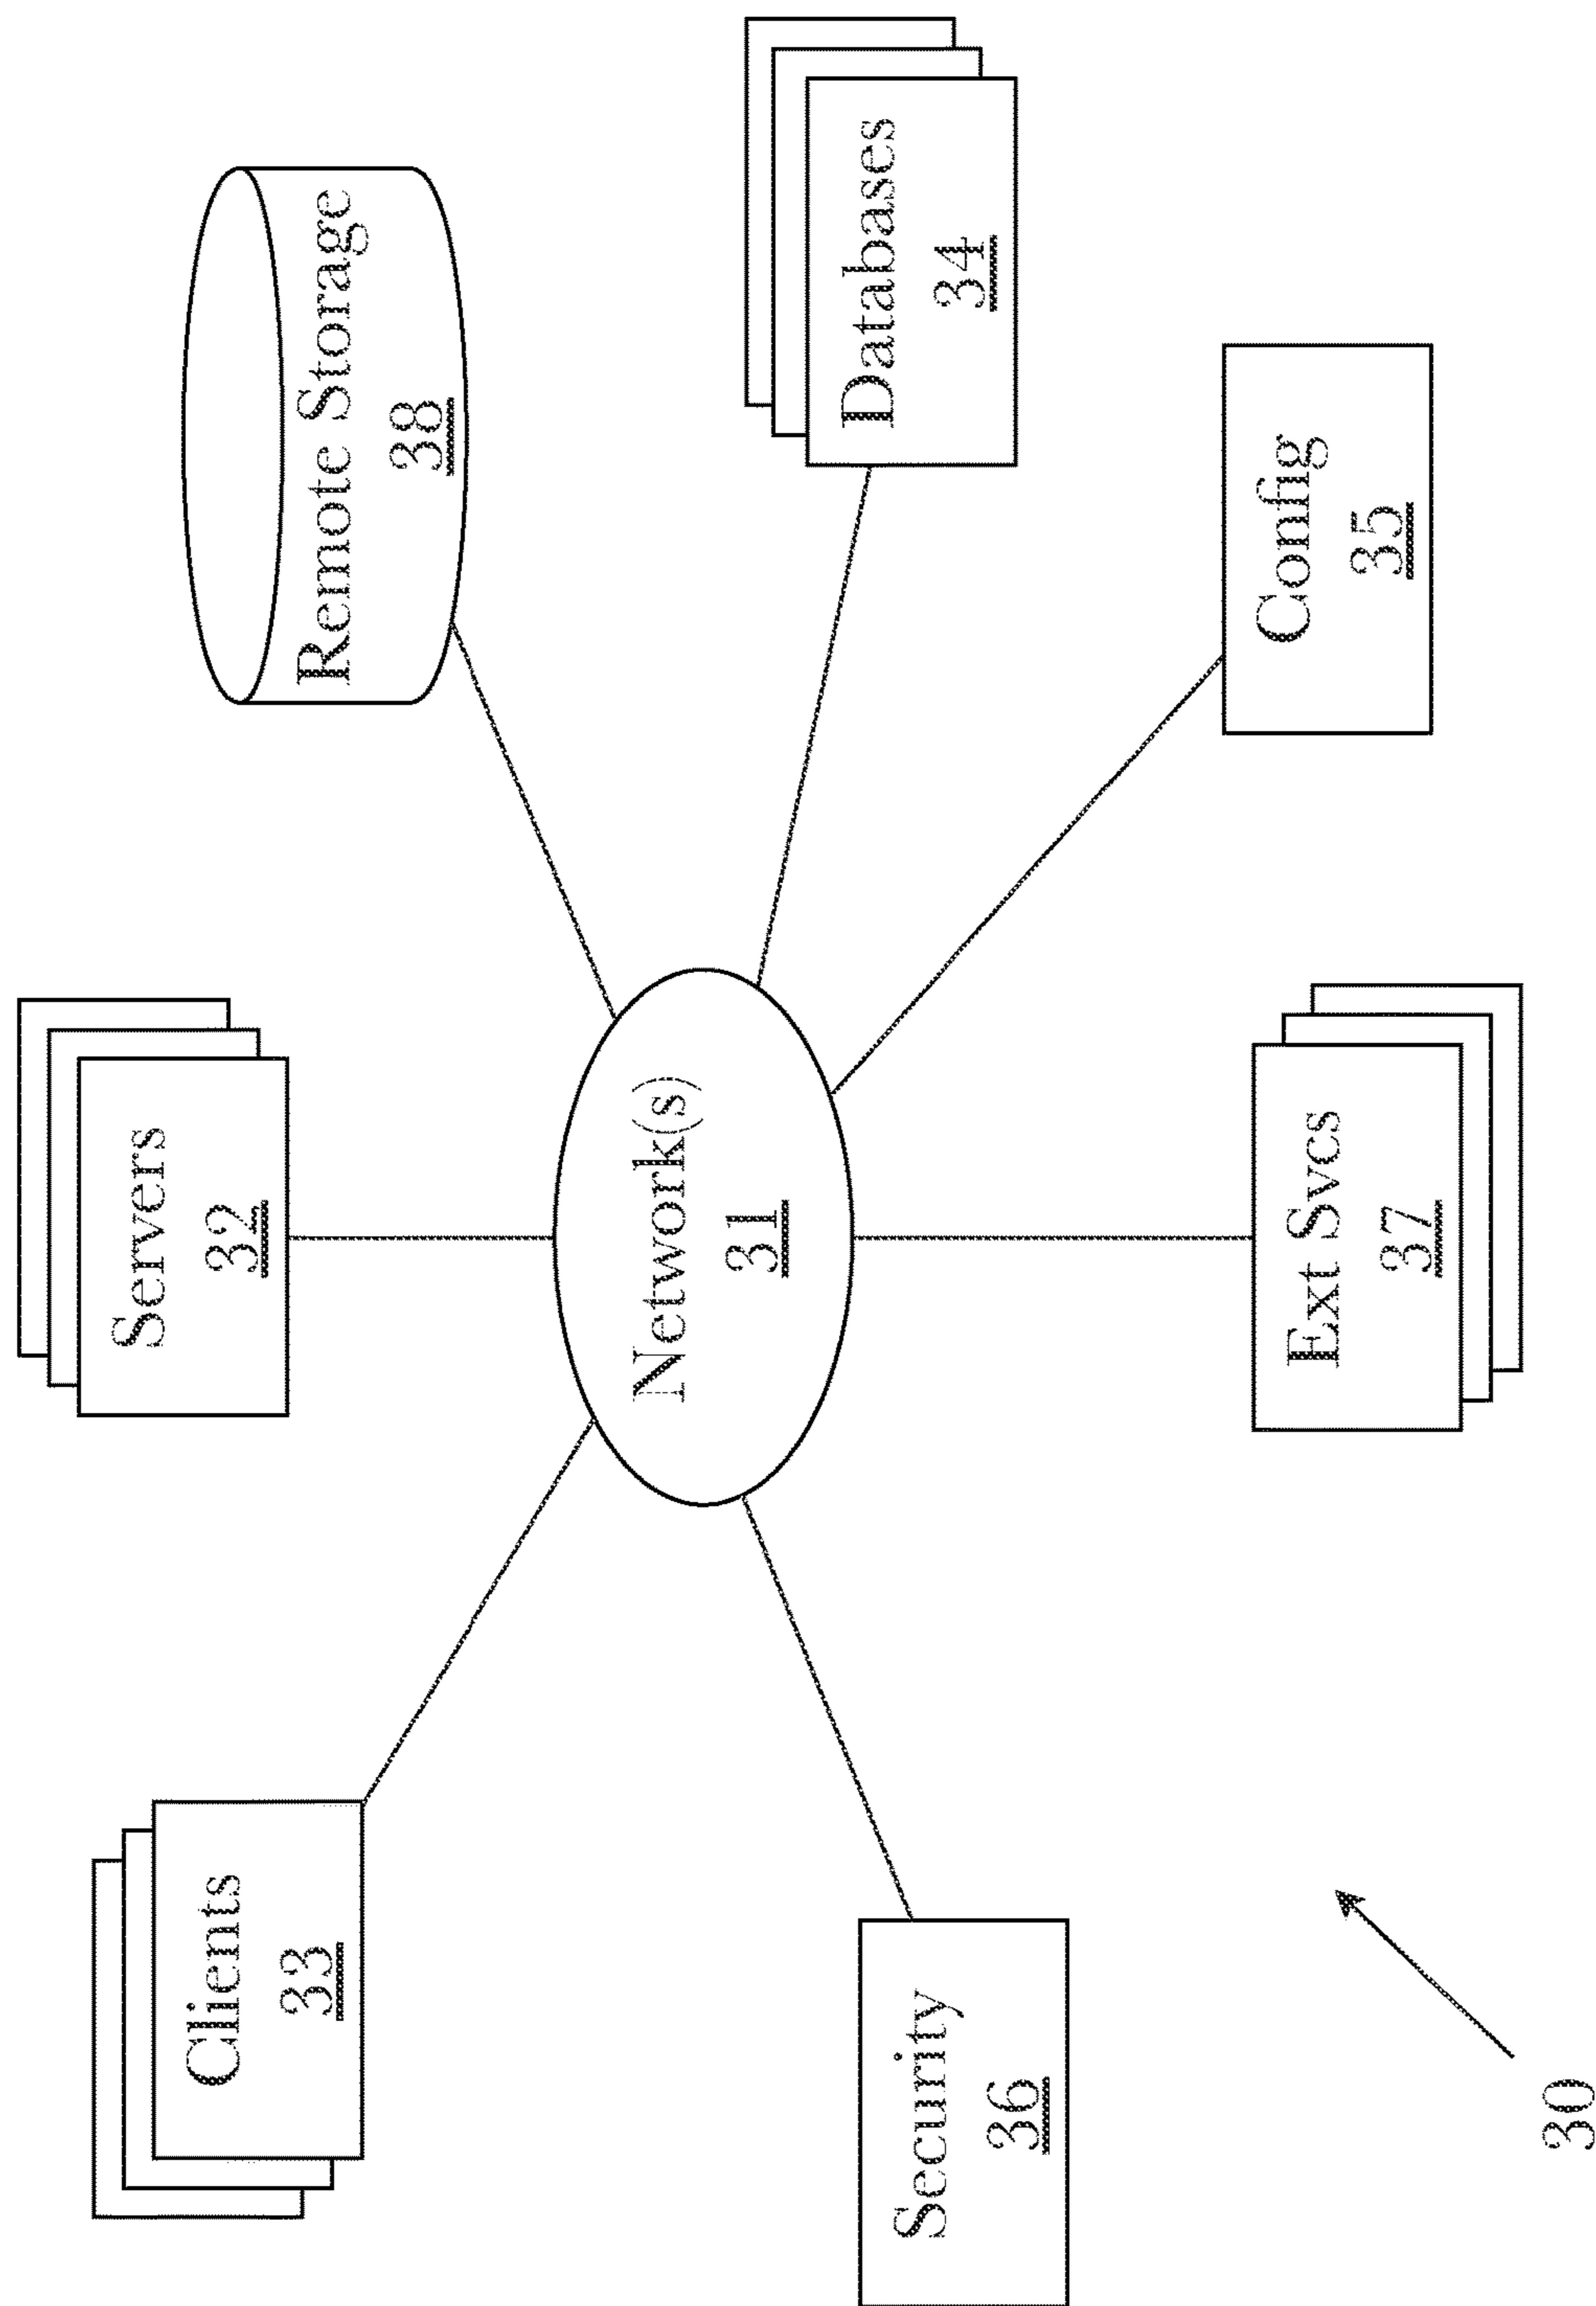 Clients
33
Servers
32
Remote Storage
38
Network(s)
31
Databases
34
Security
36
Ext Svcs
37
Config
35
30